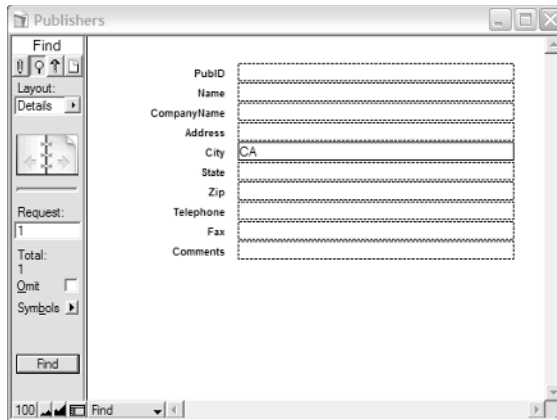 Publishers
Find
Layout:
Details
Request:
1
Total:
1
Omit
Symbols
Find
PubID
Name
CompanyName
Address
City CA
State
Zip
Telephone
Fax
Comments
100 Find